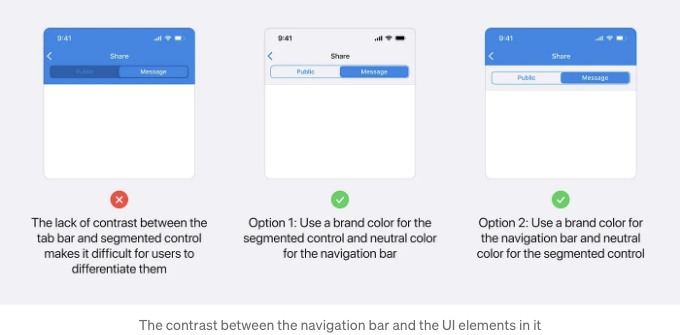 9:41
Share
Public
Message
9:41
Share
Public
Message
9:41
Share
Public
Message
The lack of contrast between the
tab bar and segmented control
makes it difficult for users to
differentiate them
Option 1: Use a brand color for the
segmented control and neutral color
for the navigation bar
Option 2: Use a brand color for
the navigation bar and neutral
color for the segmented control
The contrast between the navigation bar and the UI elements in it